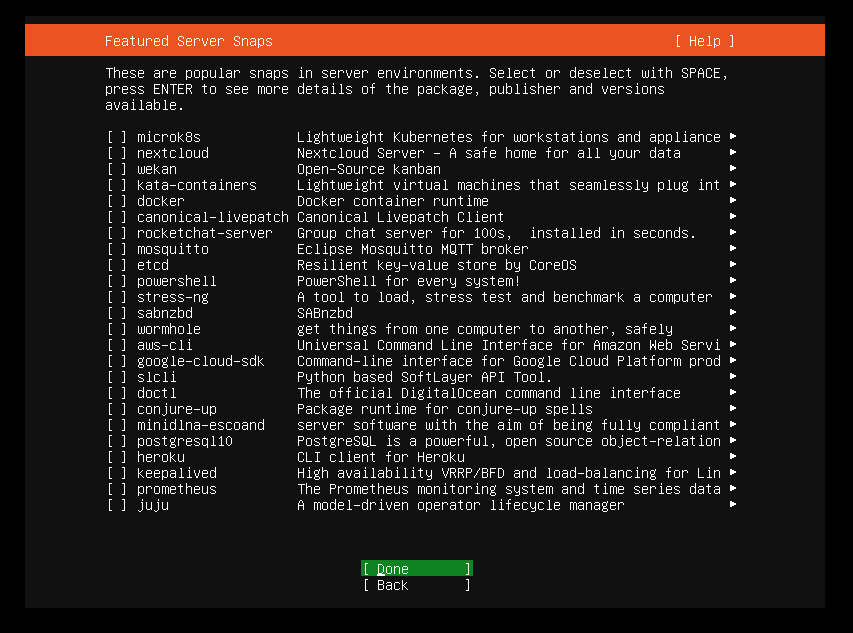 Featured Server Snaps [ Help ]
These are popular snaps in server environments. Select or deselect with SPACE,
press ENTER to see more details of the package, publisher and versions
available.
[ ] microk8s Lightweight Kubernetes for workstations and appliance ▸
[ ] nextcloud Nextcloud Server - A safe home for all your data ▸
[ ] wekan Open-Source kanban ▸
[ ] kata-containers Lightweight virtual machines that seamlessly plug int ▸
[ ] docker Docker container runtime ▸
[ ] canonical-livepatch Canonical Livepatch Client ▸
[ ] rocketchat-server Group chat server for 100s, installed in seconds. ▸
[ ] mosquitto Eclipse Mosquitto MQTT broker ▸
[ ] etcd Resilient key-value store by CoreOS ▸
[ ] powershell PowerShell for every system! ▸
[ ] stress-ng A tool to load, stress test and benchmark a computer ▸
[ ] sabnzbd SABnzbd ▸
[ ] wormhole get things from one computer to another, safely ▸
[ ] aws-cli Universal Command Line Interface for Amazon Web Servi ▸
[ ] google-cloud-sdk Command-line interface for Google Cloud Platform prod ▸
[ ] slcli Python based SoftLayer API Tool. ▸
[ ] doctl The official DigitalOcean command line interface ▸
[ ] conjure-up Package runtime for conjure-up spells ▸
[ ] minidlna-escoand server software with the aim of being fully compliant ▸
[ ] postgresql10 PostgreSQL is a powerful, open source object-relation ▸
[ ] heroku CLI client for Heroku ▸
[ ] keepalived High availability VRRP/BFD and load-balancing for Lin ▸
[ ] prometheus The Prometheus monitoring system and time series data ▸
[ ] juju A model-driven operator lifecycle manager ▸
[ Done ]
[ Back ]